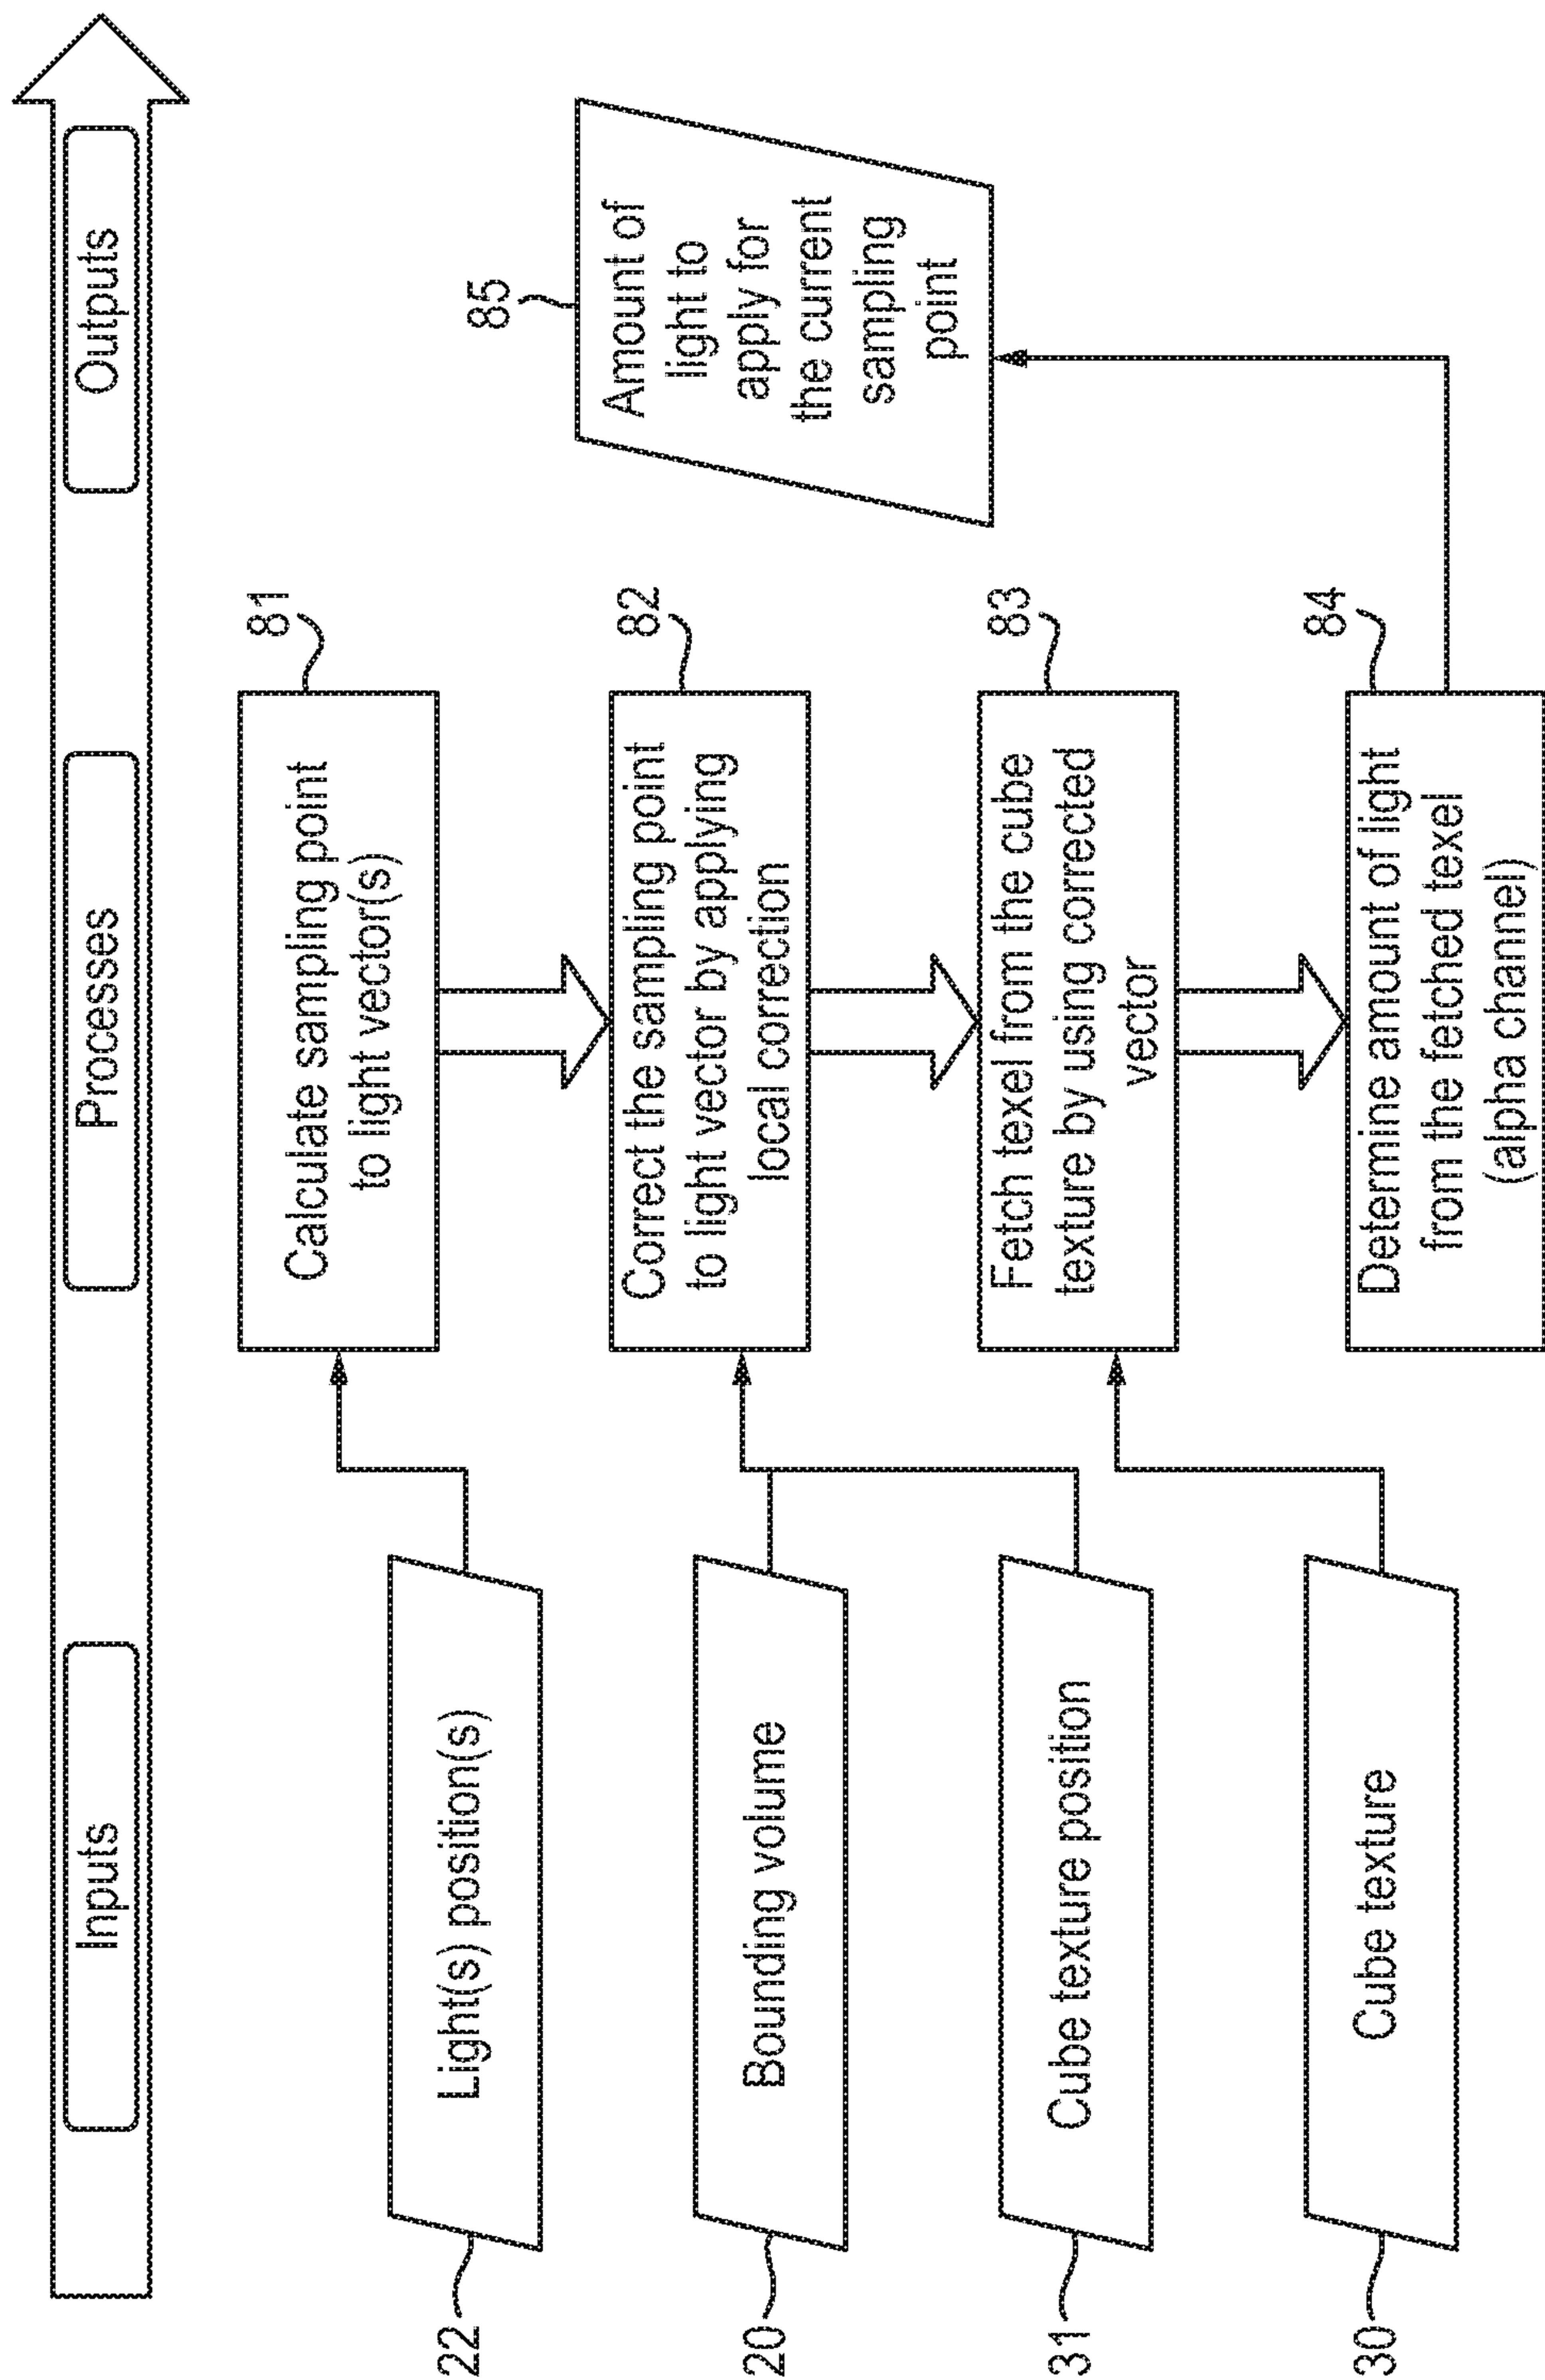 Inputs
Processes
Outputs
22
Light(s) position(s)
20
Bounding volume
31
Cube texture position
30
Cube texture
81
Calculate sampling point
to light vector(s)
82
Correct the sampling point
to light vector by applying
local correction
83
Fetch texel from the cube
texture by using corrected
vector
84
Determine amount of light
from the fetched texel
(alpha channel)
85
Amount of
light to
apply for
the current
sampling
point